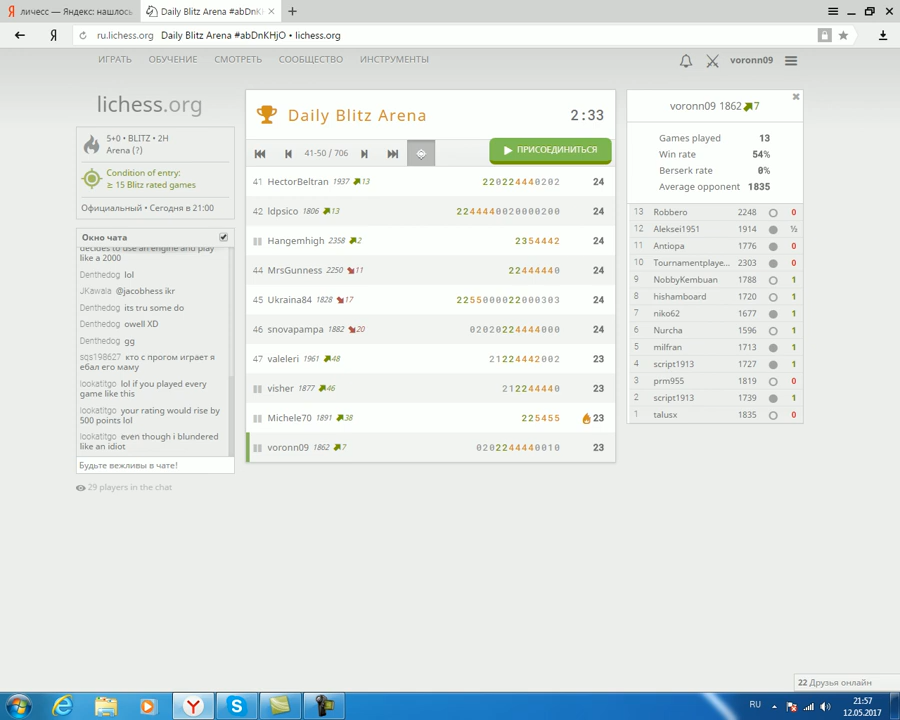 личесс — Яндекс: нашлось
Daily Blitz Arena #abDnKH
ru.lichess.org Daily Blitz Arena #abDnKHjO • lichess.org
ИГРАТЬ ОБУЧЕНИЕ СМОТРЕТЬ СООБЩЕСТВО ИНСТРУМЕНТЫ
voronn09
lichess.org
5+0 • BLITZ • 2H
Arena (?)
Condition of entry:
≥ 15 Blitz rated games
Официальный • Сегодня в 21:00
Окно чата
decides to use an engine and play
like a 2000
Denthedog lol
JKawala @jacobhess ikr
Denthedog its tru some do
Denthedog owell XD
Denthedog gg
sqs198627 кто с прогом играет я
ебал его маму
lookatitgo lol if you played every
game like this
lookatitgo your rating would rise by
500 points lol
lookatitgo even though i blundered
like an idiot
Будьте вежливы в чате!
29 players in the chat
Daily Blitz Arena 2:33
41-50 / 706 ПРИСОЕДИНИТЬСЯ
41 HectorBeltran 1937 13 220224440202 24
42 ldpsico 1806 13 2244440020000200 24
Hangemhigh 2358 2 2354442 24
44 MrsGunness 2250 11 22444440 24
45 Ukraina84 1828 17 22550000022000303 24
46 snovapampa 1882 20 02020224444000 24
47 valeleri 1961 48 21224442002 23
visher 1877 46 212244440 23
Michele70 1891 38 225455 23
voronn09 1862 7 0202244440010 23
voronn09 1862 7
Games played 13
Win rate 54%
Berserk rate 0%
Average opponent 1835
13 Robbero 2248 0
12 Aleksei1951 1914 ½
11 Antiopa 1776 0
10 Tournamentplaye... 2303 0
9 NobbyKembuan 1788 1
8 hishamboard 1720 1
7 niko62 1677 1
6 Nurcha 1596 1
5 milfran 1713 1
4 script1913 1727 1
3 prm955 1819 0
2 script1913 1739 1
1 talusx 1835 0
22 Друзья онлайн
RU
21:57
12.05.2017